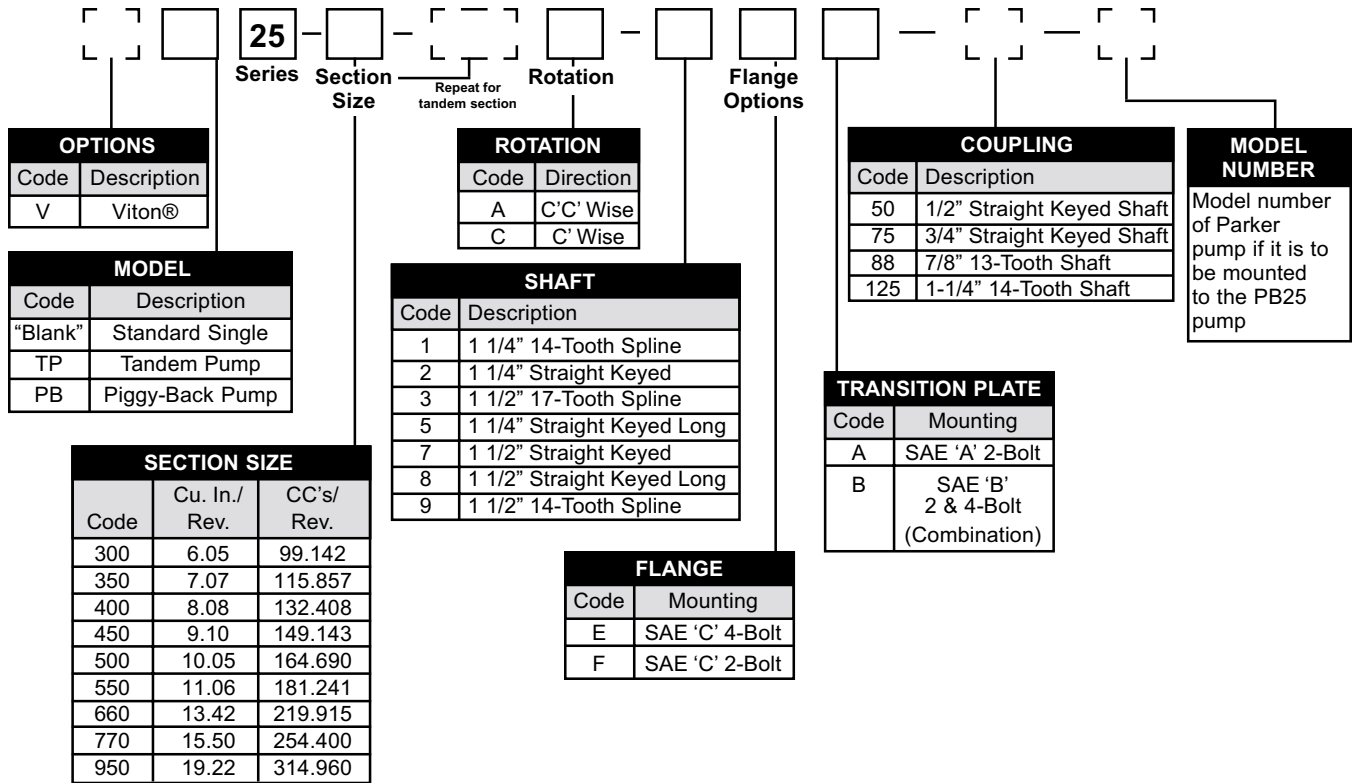 25
Series
Section
Size
Repeat for
tandem section
Rotation
Flange
Options
OPTIONS
Code Description
V Viton®
MODEL
Code Description
“Blank” Standard Single
TP Tandem Pump
PB Piggy-Back Pump
SECTION SIZE
Code Cu. In./ Rev. CC's/ Rev.
300 6.05 99.142
350 7.07 115.857
400 8.08 132.408
450 9.10 149.143
500 10.05 164.690
550 11.06 181.241
660 13.42 219.915
770 15.50 254.400
950 19.22 314.960
ROTATION
Code Direction
A C'C' Wise
C C' Wise
SHAFT
Code Description
1 1 1/4” 14-Tooth Spline
2 1 1/4” Straight Keyed
3 1 1/2” 17-Tooth Spline
5 1 1/4” Straight Keyed Long
7 1 1/2” Straight Keyed
8 1 1/2” Straight Keyed Long
9 1 1/2” 14-Tooth Spline
FLANGE
Code Mounting
E SAE ‘C’ 4-Bolt
F SAE ‘C’ 2-Bolt
COUPLING
Code Description
50 1/2” Straight Keyed Shaft
75 3/4” Straight Keyed Shaft
88 7/8” 13-Tooth Shaft
125 1-1/4” 14-Tooth Shaft
TRANSITION PLATE
Code Mounting
A SAE ‘A’ 2-Bolt
B SAE ‘B’
2 & 4-Bolt
(Combination)
MODEL
NUMBER
Model number
of Parker
pump if it is to
be mounted
to the PB25
pump